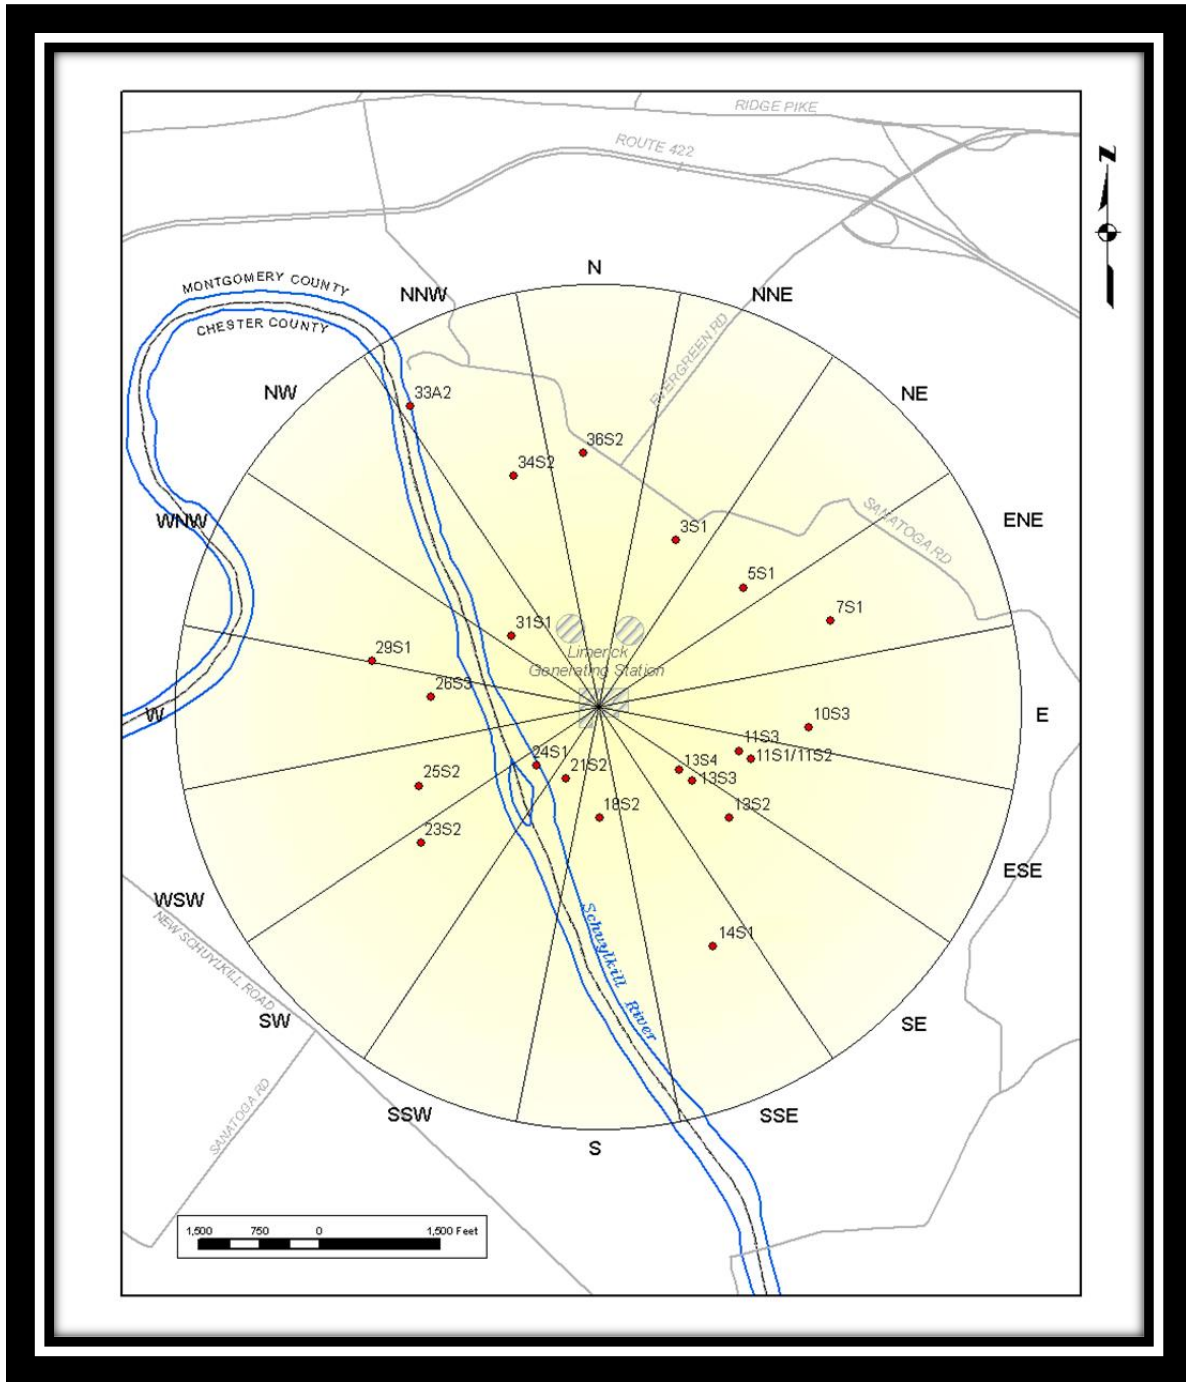 RIDGE PIKE
ROUTE 422
N
MONTGOMERY COUNTY
CHESTER COUNTY
N
NNW
NNE
EVERGREEN RD
NW
NE
33A2
36S2
34S2
SANATOGA RD
WNW
ENE
3S1
5S1
7S1
31S1
29S1
Limerick
Generating Station
26S3
W
E
10S3
11S3
11S1/11S2
24S1
21S2
13S4
13S3
25S2
18S2
13S2
23S2
WSW
ESE
NEW SCHUYLKILL ROAD
14S1
Schuylkill River
SW
SE
SANATOGA RD
SSW
SSE
S
1,500 750 0 1,500 Feet